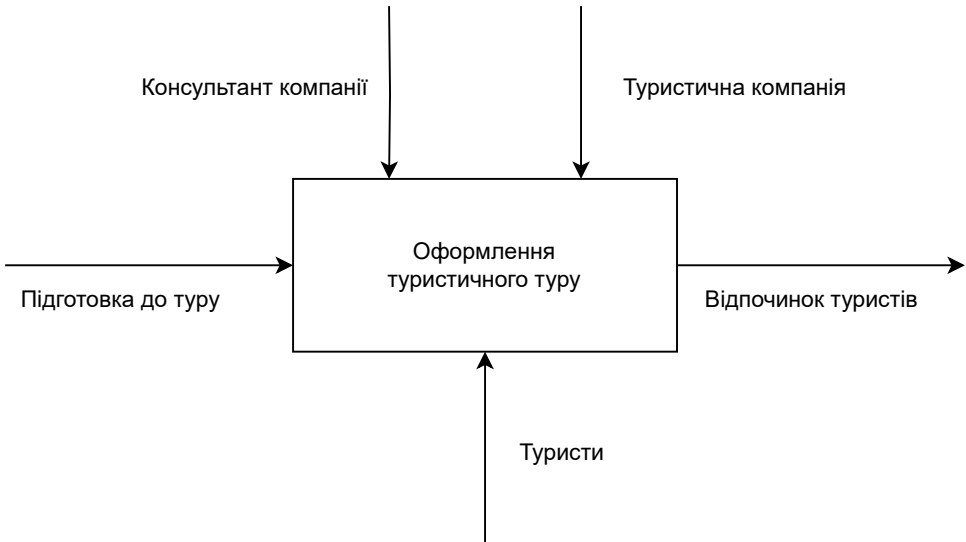 Консультант компанії
Туристична компанія
Оформлення
туристичного туру
Підготовка до туру
Відпочинок туристів
Туристи